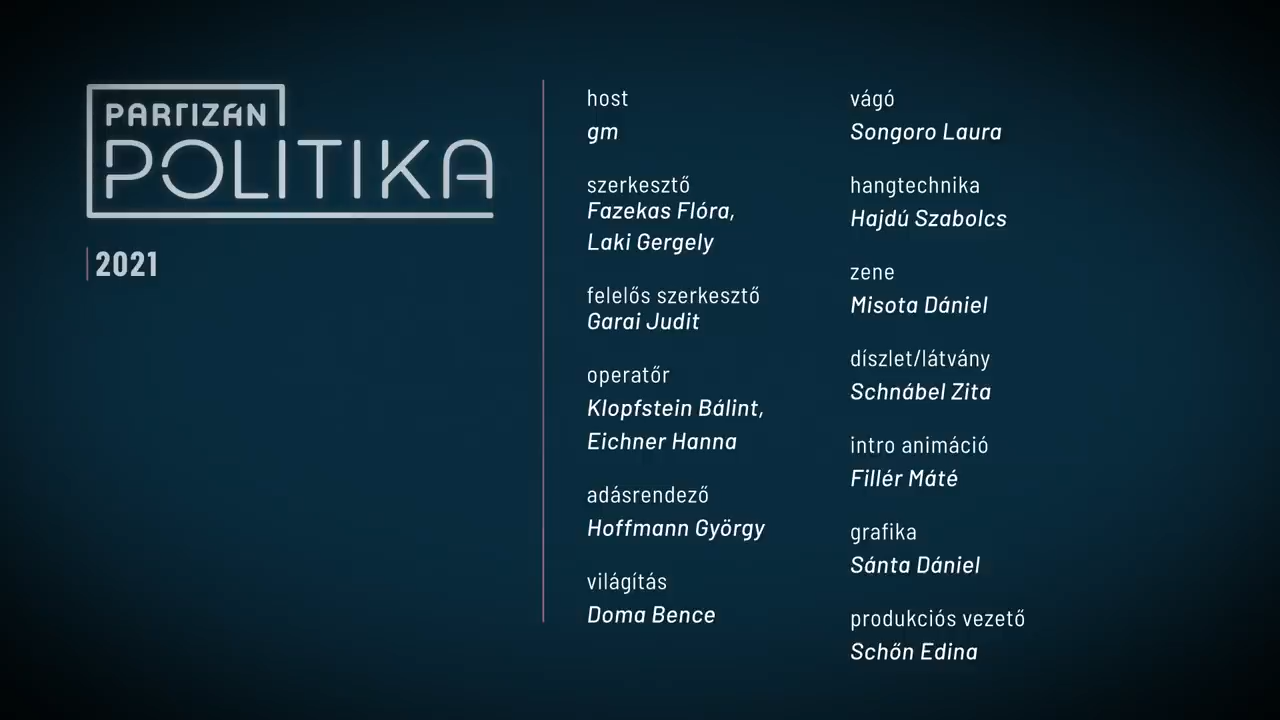 PARTIZÁN
POLITIKA
2021
host
gm
szerkesztő
Fazekas Flóra,
Laki Gergely
felelős szerkesztő
Garai Judit
operatőr
Klopfstein Bálint,
Eichner Hanna
adásrendező
Hoffmann György
világítás
Doma Bence
vágó
Songoro Laura
hangtechnika
Hajdú Szabolcs
zene
Misota Dániel
díszlet/látvány
Schnábel Zita
intro animáció
Fillér Máté
grafika
Sánta Dániel
produkciós vezető
Schőn Edina